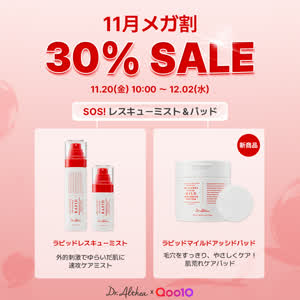 11月メガ割
30% SALE
11.20(金) 10:00 ～ 12.02(水)
SOS! レスキューミスト＆パッド
新商品
ラピッドレスキューミスト
外的刺激でゆらいだ肌に
速攻ケアミスト
ラピッドマイルドアッシドパッド
毛穴をすっきり、やさしくケア！
肌荒れケアパッド
Dr.Althea × Qoo10